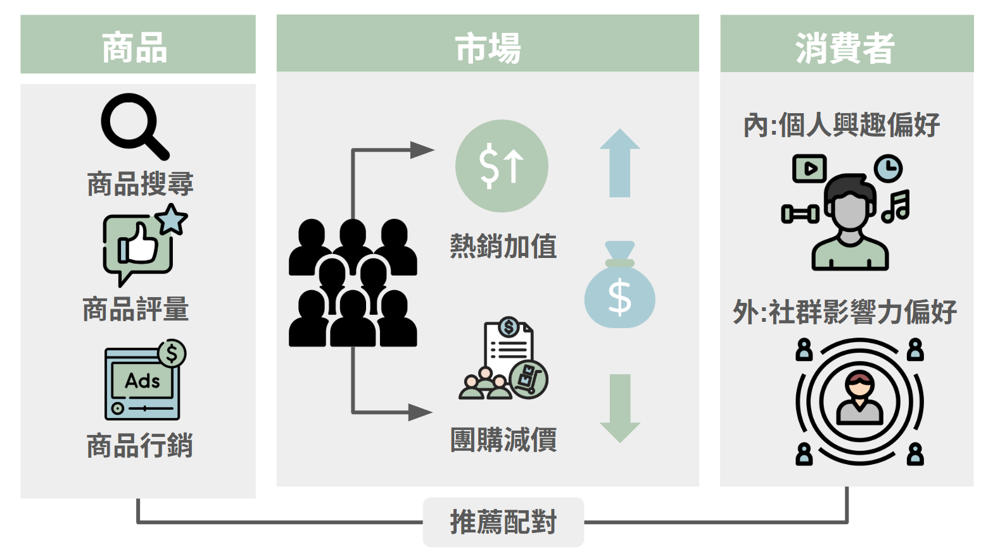 商品
商品搜尋
商品評量
Ads
$
商品行銷
市場
$
熱銷加值
$
$
團購減價
消費者
內:個人興趣偏好
外:社群影響力偏好
推薦配對